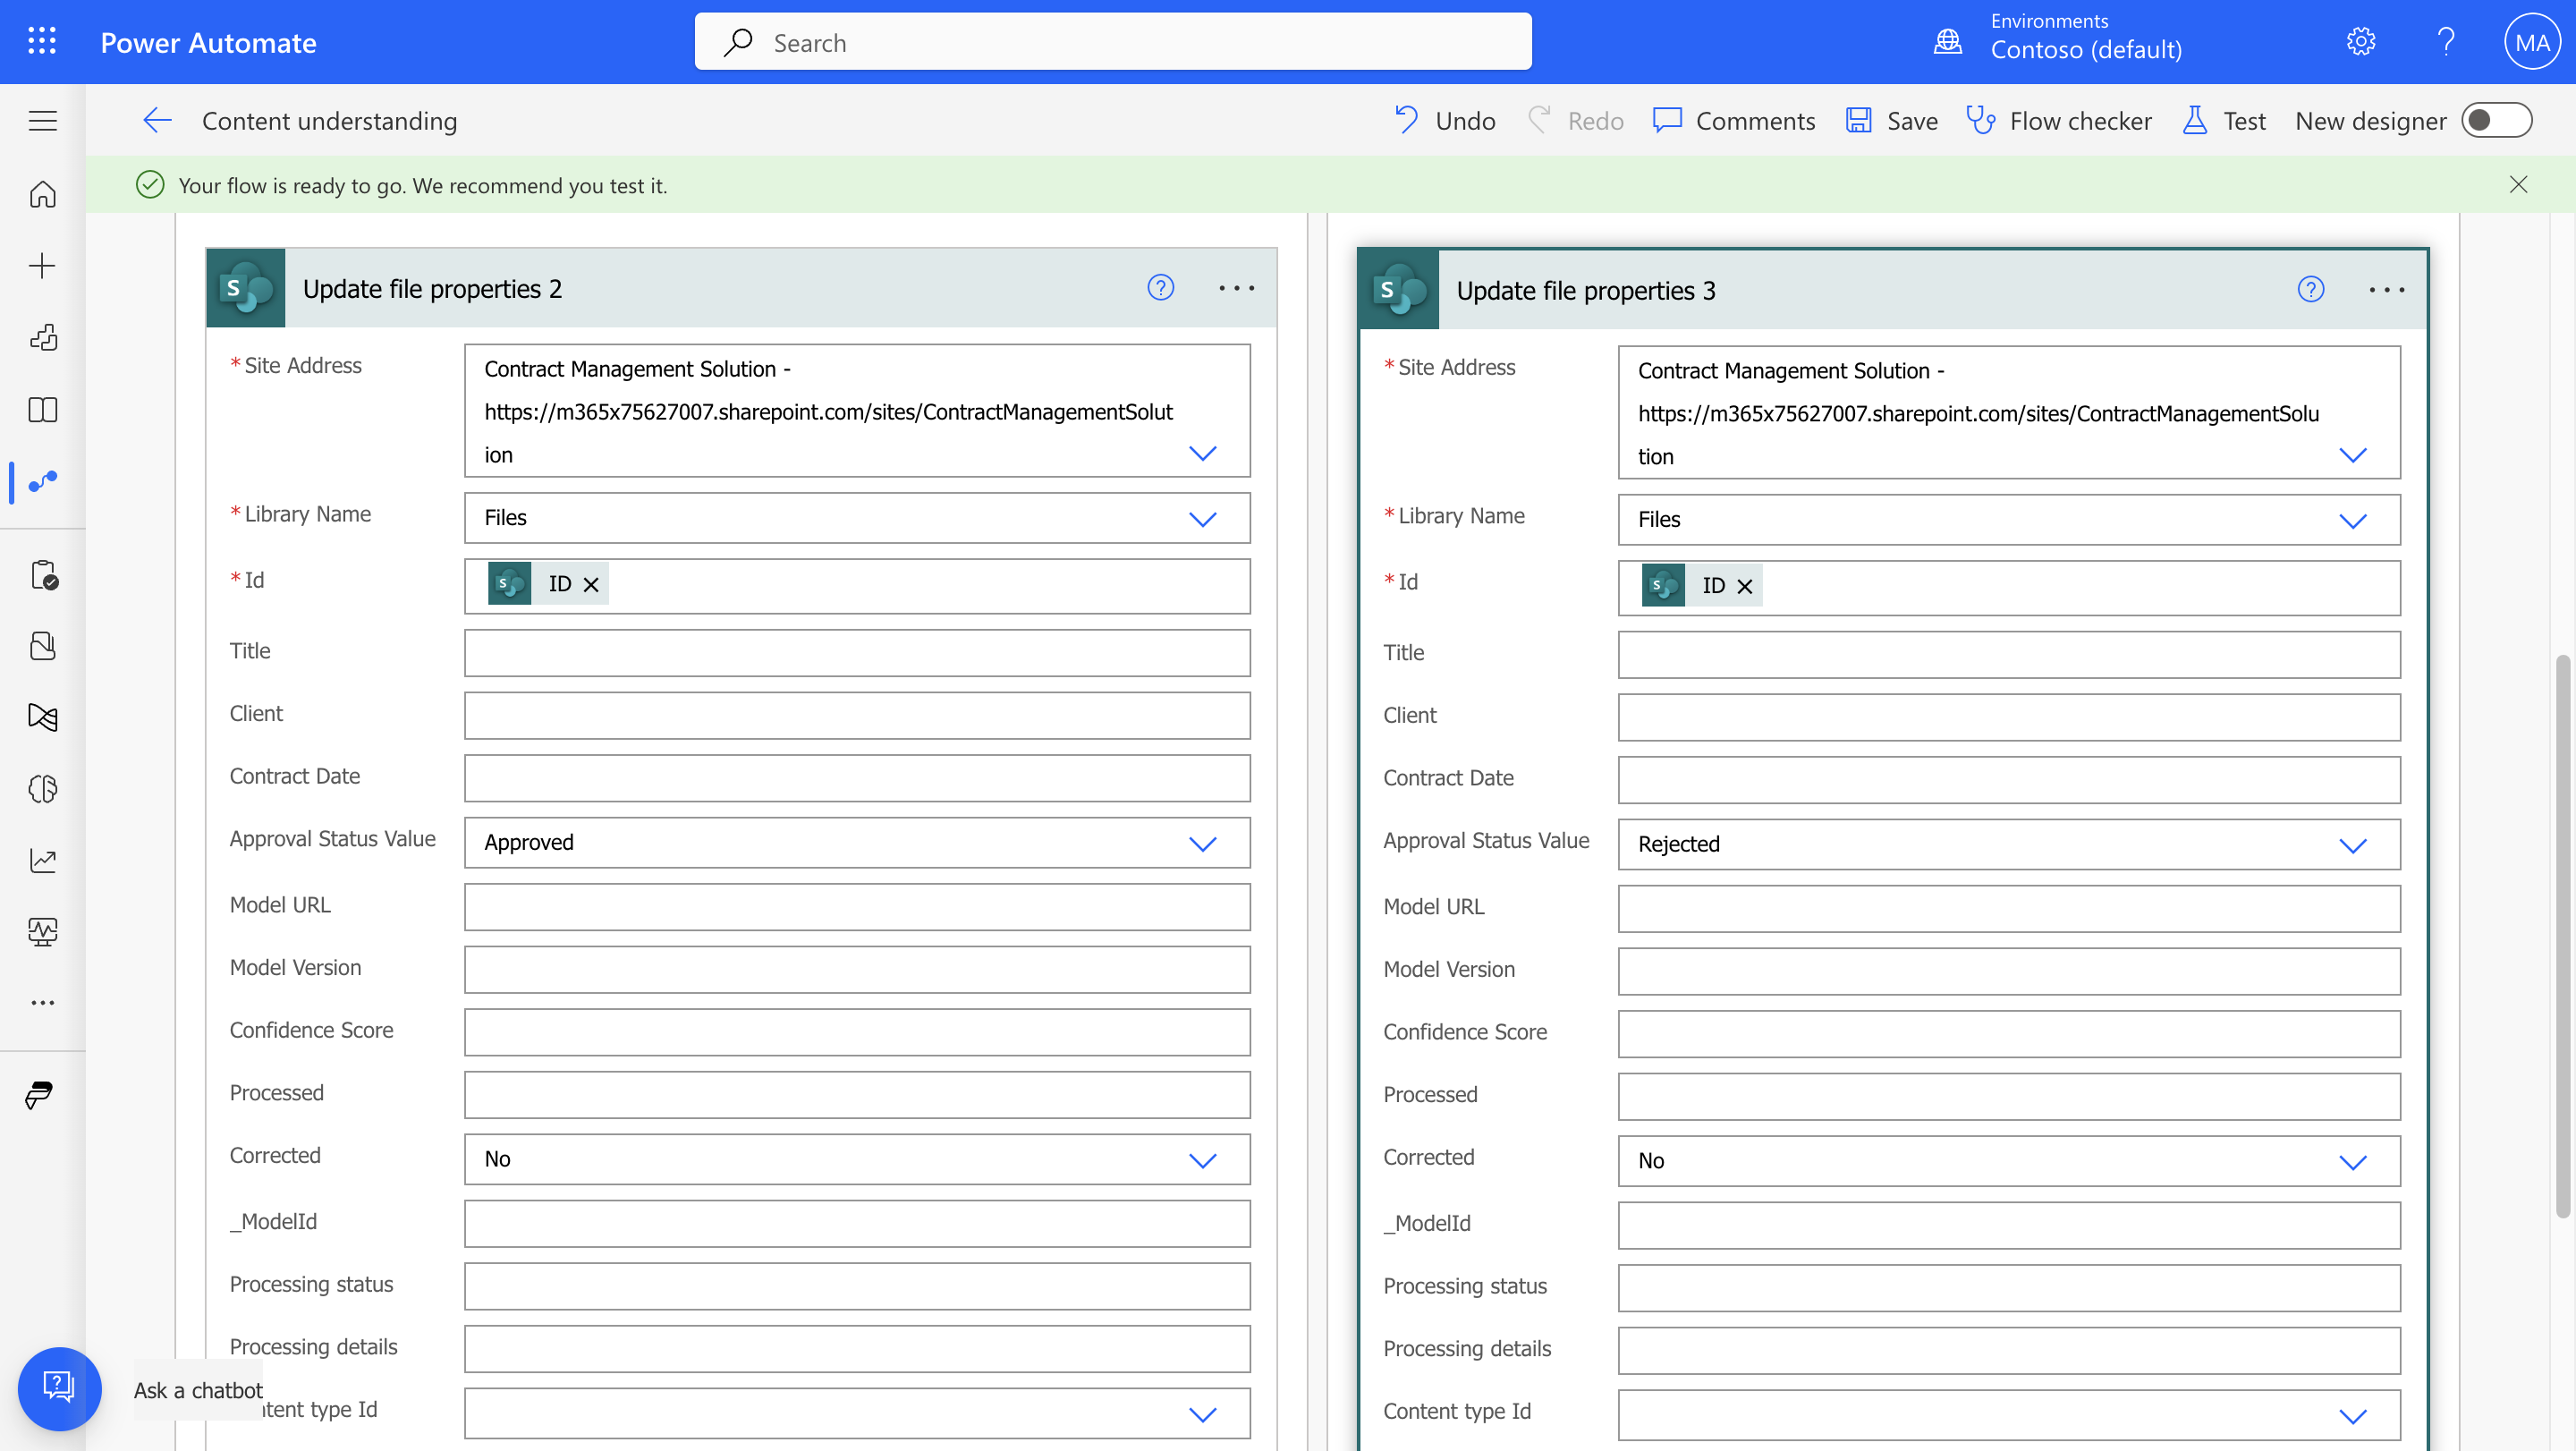 Power Automate
Search
Environments
Contoso (default)
MA
Content understanding
Undo
Redo
Comments
Save
Flow checker
Test
New designer
Your flow is ready to go. We recommend you test it.
Update file properties 2
* Site Address
Contract Management Solution -
https://m365x75627007.sharepoint.com/sites/ContractManagementSolut
ion
* Library Name
Files
* Id
ID
Title
Client
Contract Date
Approval Status Value
Approved
Model URL
Model Version
Confidence Score
Processed
Corrected
No
_ModelId
Processing status
Processing details
ntent type Id
Ask a chatbot
Update file properties 3
* Site Address
Contract Management Solution -
https://m365x75627007.sharepoint.com/sites/ContractManagementSolu
tion
* Library Name
Files
* Id
ID
Title
Client
Contract Date
Approval Status Value
Rejected
Model URL
Model Version
Confidence Score
Processed
Corrected
No
_ModelId
Processing status
Processing details
Content type Id